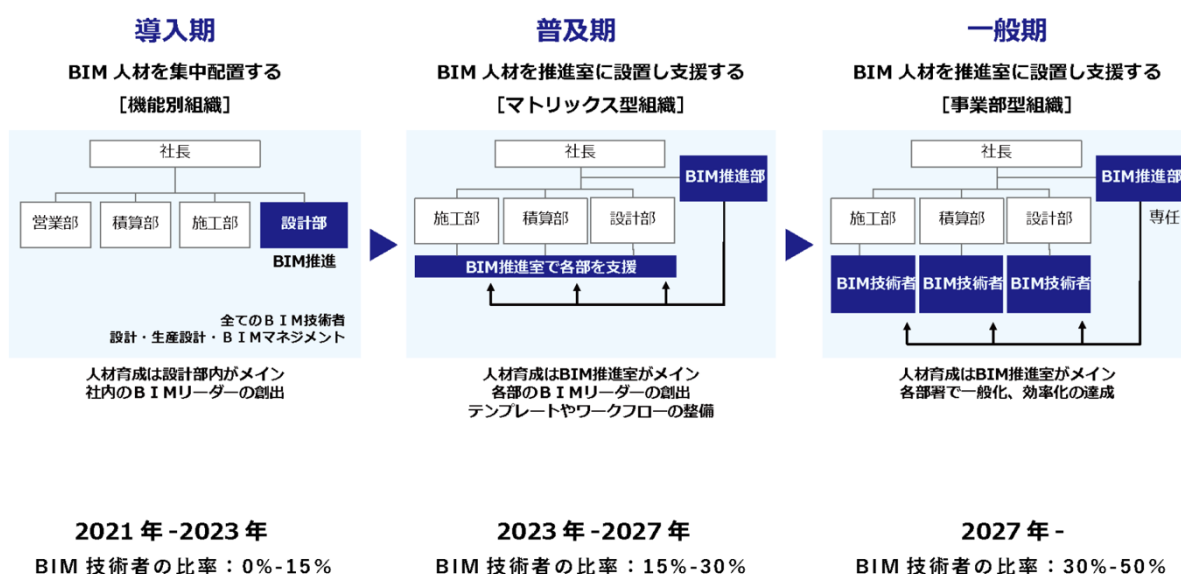 導入期
BIM 人材を集中配置する
［機能別組織］
社長
営業部
積算部
施工部
設計部
BIM推進
全てのＢＩＭ技術者
設計・生産設計・ＢＩＭマネジメント
人材育成は設計部内がメイン
社内のＢＩＭリーダーの創出
2021 年 -2023 年
BIM 技術者の比率：0%-15%
普及期
BIM 人材を推進室に設置し支援する
［マトリックス型組織］
社長
BIM推進部
施工部
積算部
設計部
BIM推進室で各部を支援
人材育成はBIM推進室がメイン
各部のＢＩＭリーダーの創出
テンプレートやワークフローの整備
2023 年 -2027 年
BIM 技術者の比率：15%-30%
一般期
BIM 人材を推進室に設置し支援する
［事業部型組織］
社長
BIM推進部
専任
施工部
積算部
設計部
BIM技術者
BIM技術者
BIM技術者
人材育成はBIM推進室がメイン
各部署で一般化、効率化の達成
2027 年 -
BIM 技術者の比率：30%-50%